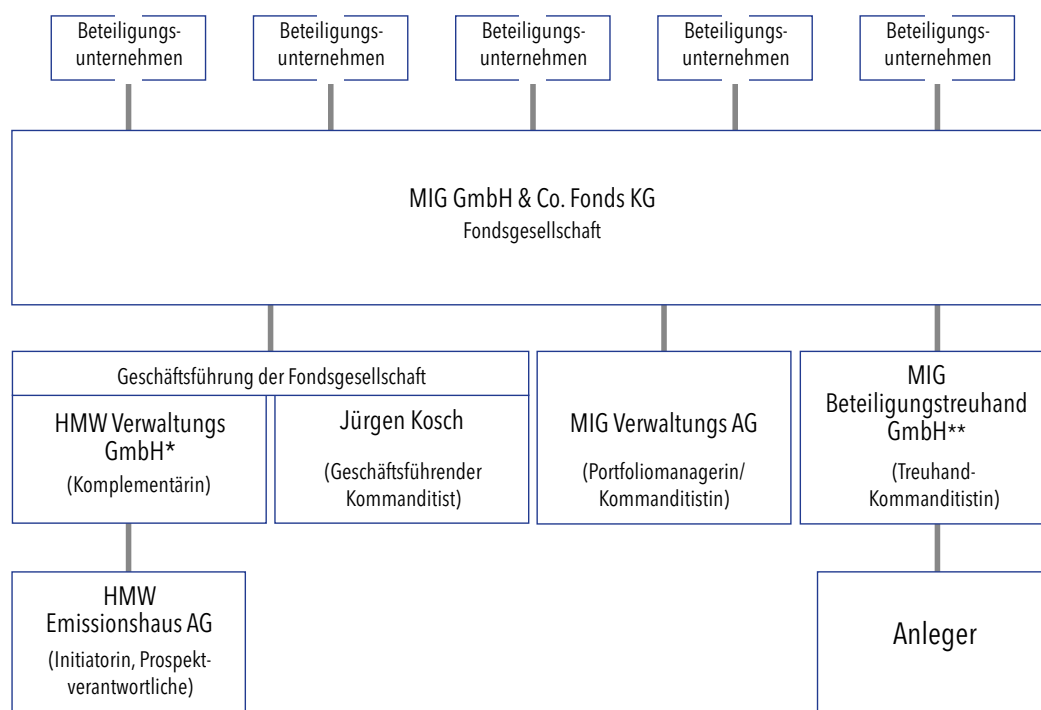 Beteiligungs-
unternehmen
Beteiligungs-
unternehmen
Beteiligungs-
unternehmen
Beteiligungs-
unternehmen
Beteiligungs-
unternehmen
MIG GmbH & Co. Fonds KG
Fondsgesellschaft
Geschäftsführung der Fondsgesellschaft
HMW Verwaltungs
GmbH*
(Komplementärin)
Jürgen Kosch
(Geschäftsführender
Kommanditist)
MIG Verwaltungs AG
(Portfoliomanagerin/
Kommanditistin)
MIG
Beteiligungstreuhand
GmbH**
(Treuhand-
Kommanditistin)
HMW
Emissionshaus AG
(Initiatorin, Prospekt-
verantwortliche)
Anleger